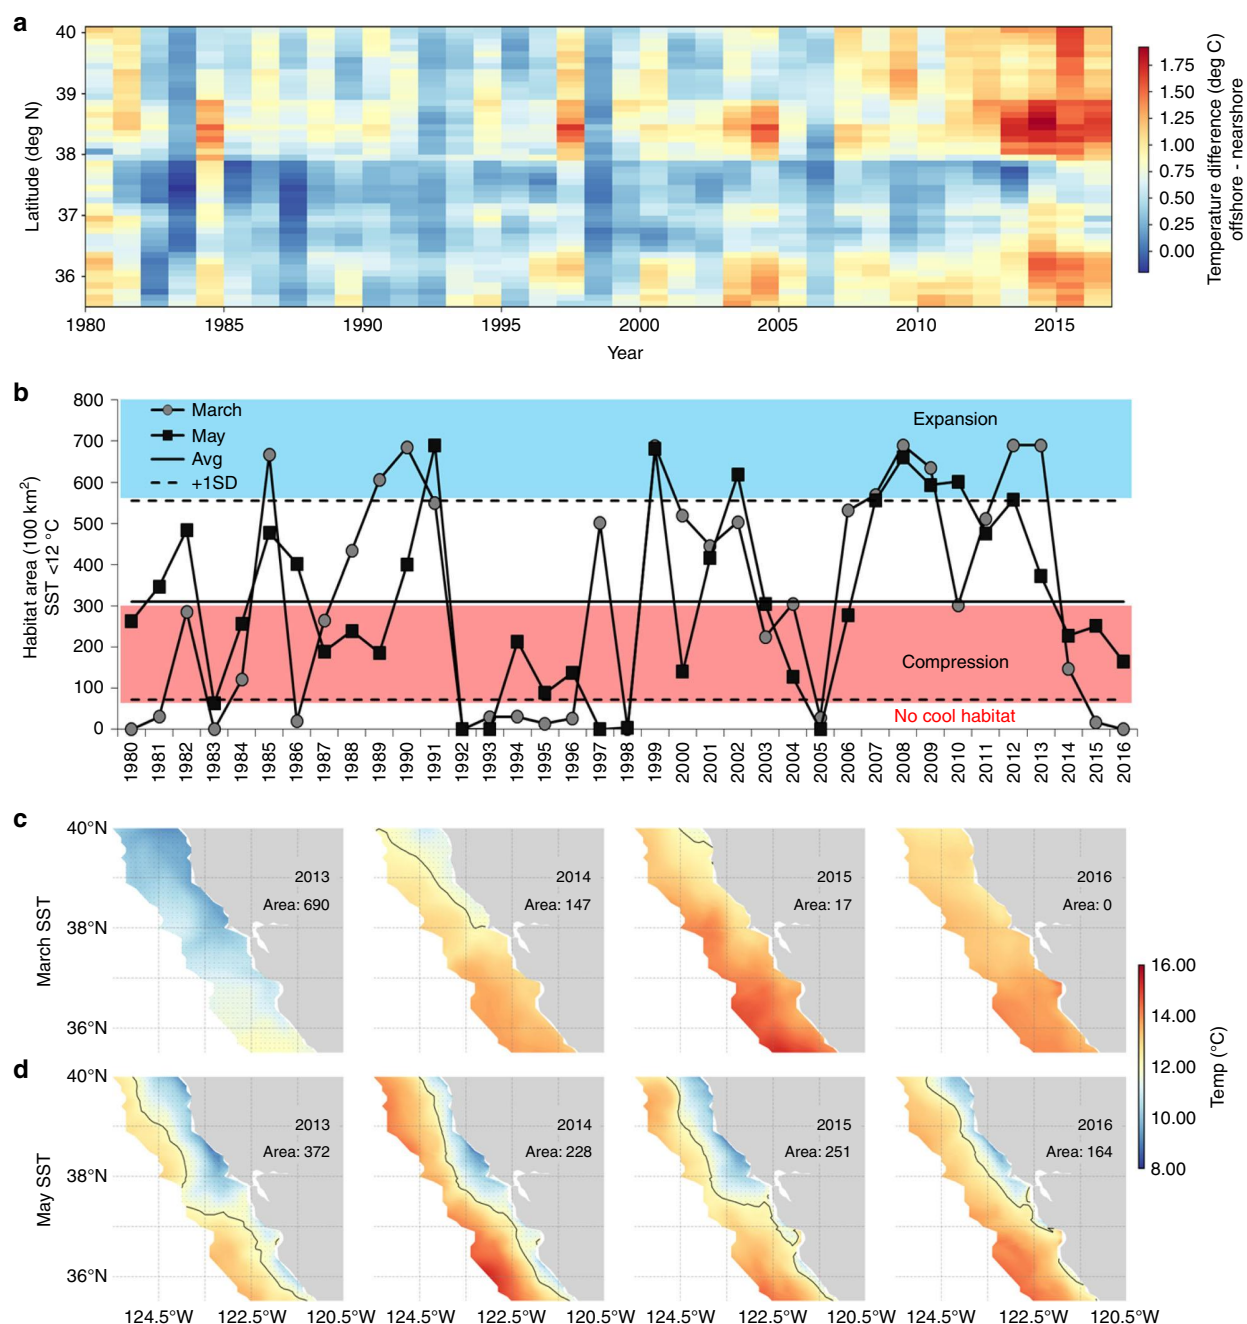 a
40
39
38
37
36
Latitude (deg N)
1980
1985
1990
1995
2000
2005
2010
2015
Year
1.75
1.50
1.25
1.00
0.75
0.50
0.25
0.00
Temperature difference (deg C)
offshore - nearshore
b
800
700
600
500
400
300
200
100
0
Habitat area (100 km²)
SST <12 °C
March
May
Avg
+1SD
Expansion
Compression
No cool habitat
1980
1981
1982
1983
1984
1985
1986
1987
1988
1989
1990
1991
1992
1993
1994
1995
1996
1997
1998
1999
2000
2001
2002
2003
2004
2005
2006
2007
2008
2009
2010
2011
2012
2013
2014
2015
2016
c
40°N
38°N
36°N
March SST
2013
Area: 690
2014
Area: 147
2015
Area: 17
2016
Area: 0
d
40°N
38°N
36°N
May SST
2013
Area: 372
2014
Area: 228
2015
Area: 251
2016
Area: 164
124.5°W 122.5°W 120.5°W
124.5°W 122.5°W 120.5°W
124.5°W 122.5°W 120.5°W
124.5°W 122.5°W 120.5°W
16.00
14.00
12.00
10.00
8.00
Temp (°C)